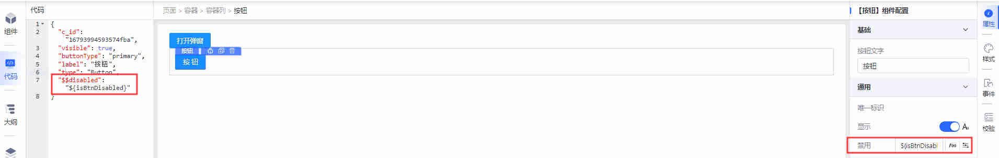 组件
代码
大纲
代码
1 {
2 "c_id":
"16793994593574fba",
3 "visible": true,
4 "buttonType": "primary",
5 "label": "按钮",
6 "type": "Button",
7 "$$disabled":
"${isBtnDisabled}"
8 }
页面 > 容器 > 容器列 > 按钮
打开弹窗
按钮
按 钮
【按钮】组件配置
基础
按钮文字
按钮
通用
唯一标识
显示
禁用 ${isBtnDisabl f(x)
属性
样式
事件
校验